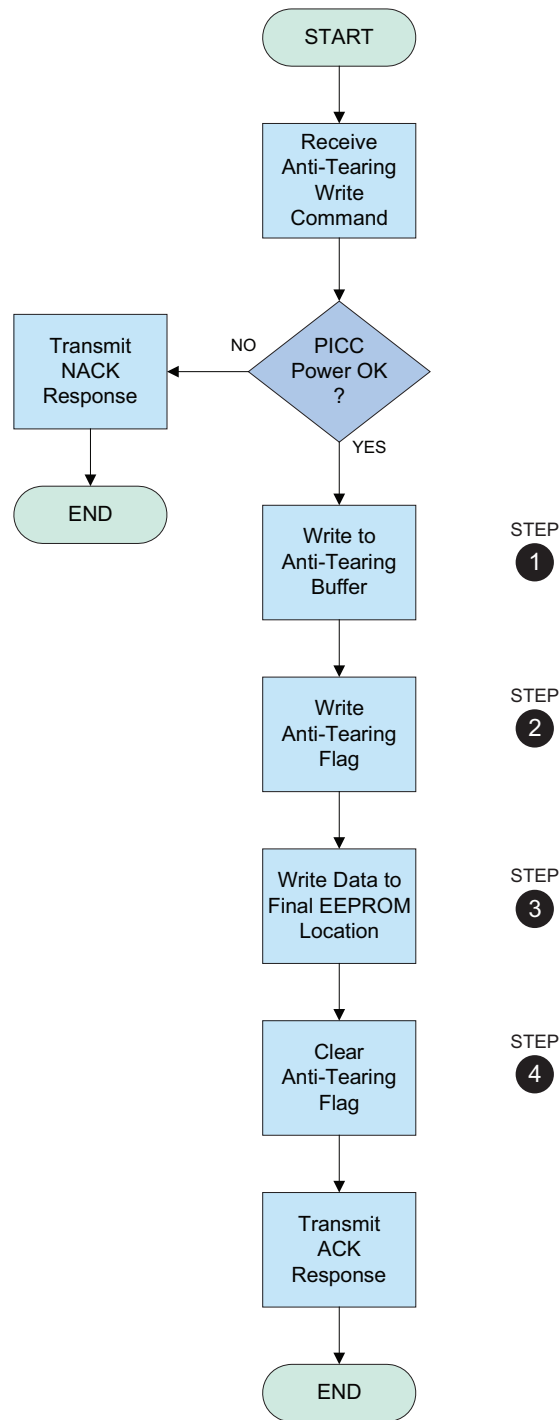 START
Receive
Anti-Tearing
Write
Command
PICC
Power OK
?
NO
YES
Transmit
NACK
Response
END
Write to
Anti-Tearing
Buffer
STEP
1
Write
Anti-Tearing
Flag
STEP
2
Write Data to
Final EEPROM
Location
STEP
3
Clear
Anti-Tearing
Flag
STEP
4
Transmit
ACK
Response
END